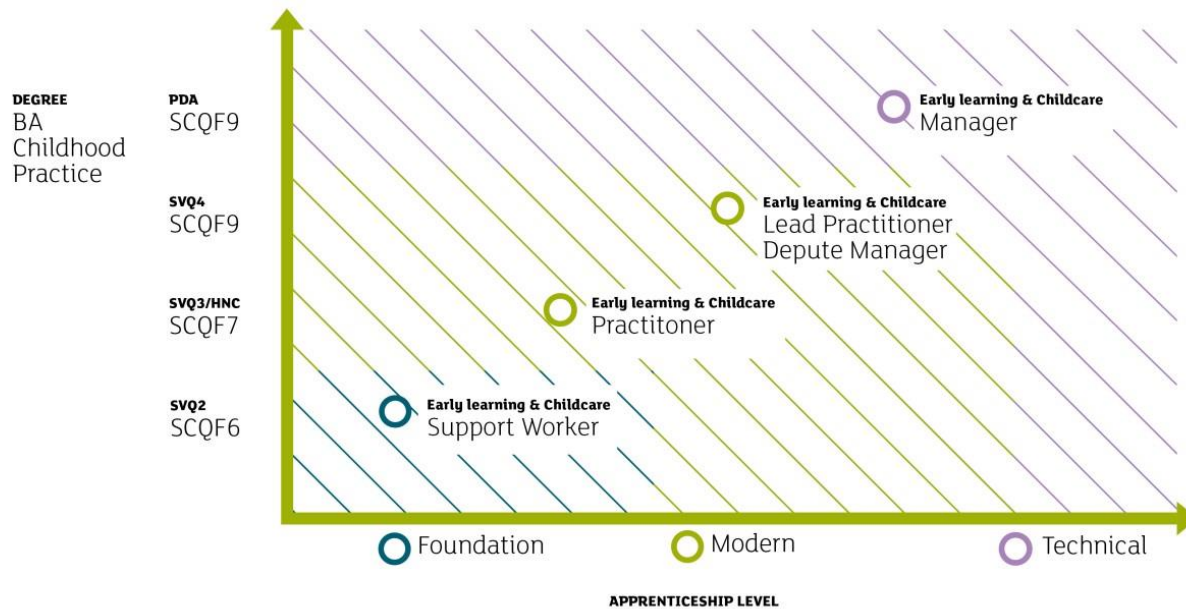 DEGREE
BA
Childhood
Practice
PDA
SCQF9
Early learning & Childcare
Manager
SVQ4
SCQF9
Early learning & Childcare
Lead Practitioner
Depute Manager
SVQ3/HNC
SCQF7
Early learning & Childcare
Practitoner
SVQ2
SCQF6
Early learning & Childcare
Support Worker
Foundation
Modern
Technical
APPRENTICESHIP LEVEL